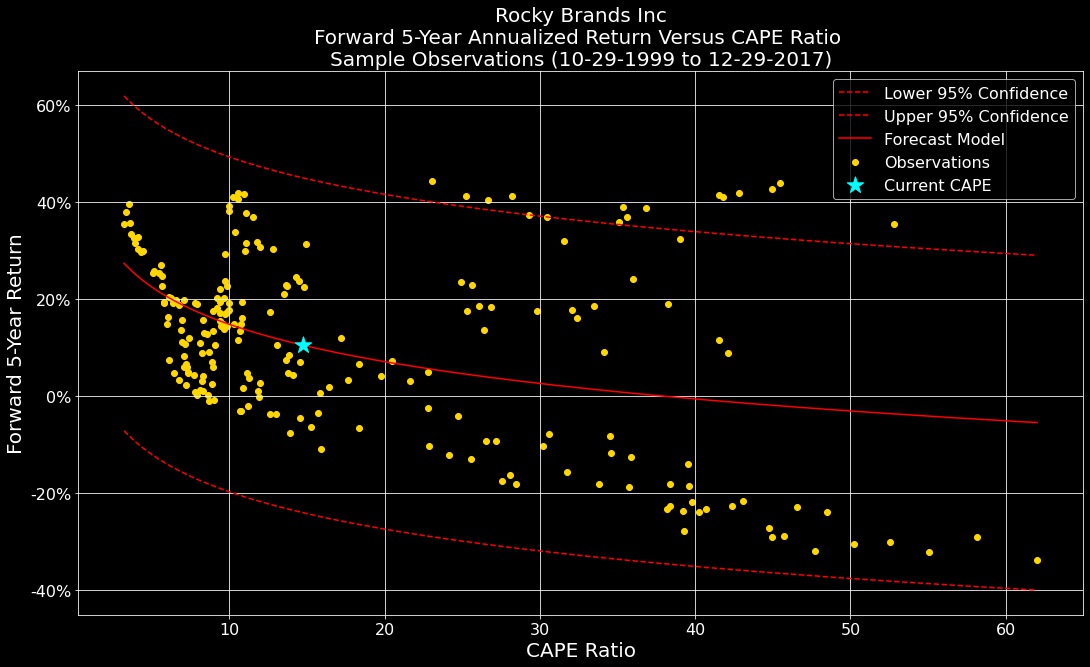 Rocky Brands Inc
Forward 5-Year Annualized Return Versus CAPE Ratio
Sample Observations (10-29-1999 to 12-29-2017)
Lower 95% Confidence
Upper 95% Confidence
Forecast Model
Observations
Current CAPE
Forward 5-Year Return
60%
40%
20%
0%
-20%
-40%
10 20 30 40 50 60
CAPE Ratio